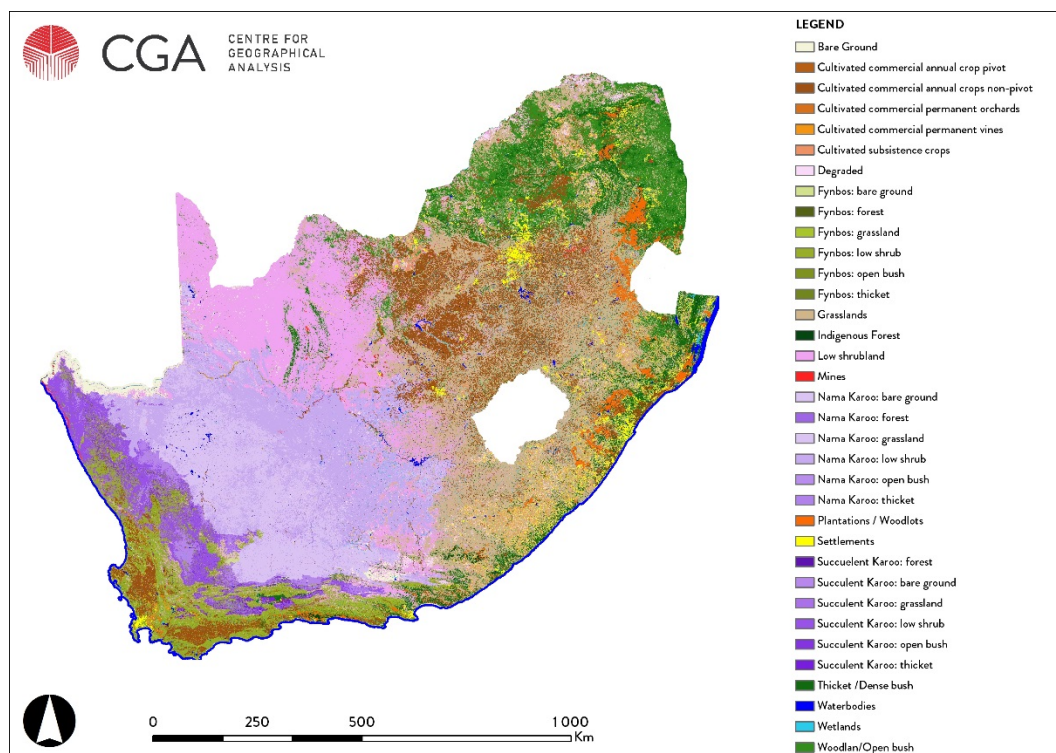 CGA
CENTRE FOR
GEOGRAPHICAL
ANALYSIS
LEGEND
Bare Ground
Cultivated commercial annual crop pivot
Cultivated commercial annual crops non-pivot
Cultivated commercial permanent orchards
Cultivated commercial permanent vines
Cultivated subsistence crops
Degraded
Fynbos: bare ground
Fynbos: forest
Fynbos: grassland
Fynbos: low shrub
Fynbos: open bush
Fynbos: thicket
Grasslands
Indigenous Forest
Low shrubland
Mines
Nama Karoo: bare ground
Nama Karoo: forest
Nama Karoo: grassland
Nama Karoo: low shrub
Nama Karoo: open bush
Nama Karoo: thicket
Plantations / Woodlots
Settlements
Succuelent Karoo: forest
Succulent Karoo: bare ground
Succulent Karoo: grassland
Succulent Karoo: low shrub
Succulent Karoo: open bush
Succulent Karoo: thicket
Thicket /Dense bush
Waterbodies
Wetlands
Woodlan/Open bush
0 250 500 1 000
Km